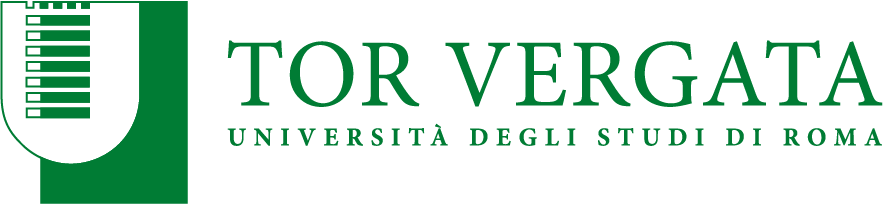 TOR VERGATA
UNIVERSITÀ DEGLI STUDI DI ROMA